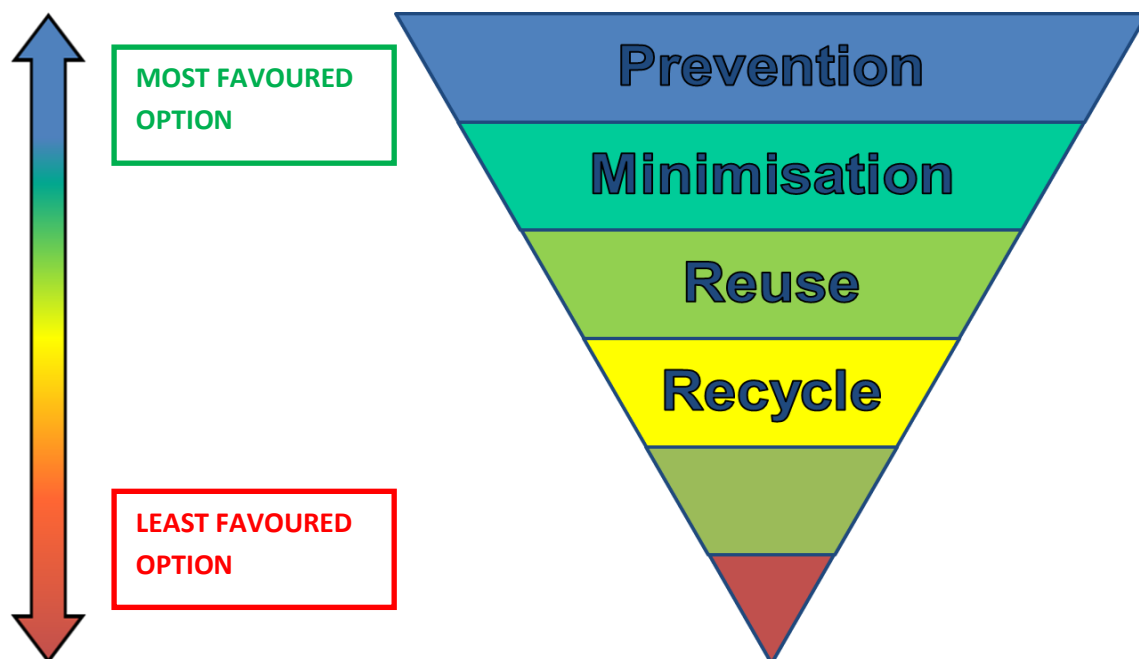 MOST FAVOURED
OPTION
Prevention
Minimisation
Reuse
Recycle
LEAST FAVOURED
OPTION